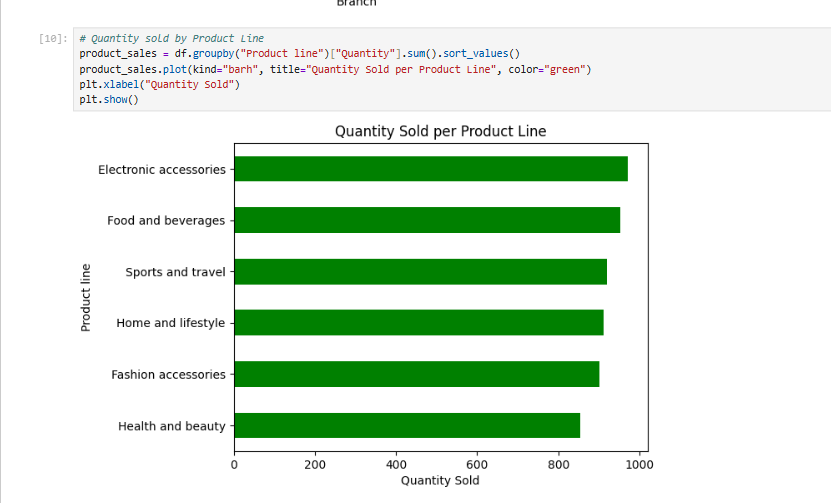 Branch
[10]: # Quantity sold by Product Line
product_sales = df.groupby("Product line")["Quantity"].sum().sort_values()
product_sales.plot(kind="barh", title="Quantity Sold per Product Line", color="green")
plt.xlabel("Quantity Sold")
plt.show()
Quantity Sold per Product Line
Electronic accessories
Food and beverages
Sports and travel
Home and lifestyle
Fashion accessories
Health and beauty
Product line
0 200 400 600 800 1000
Quantity Sold